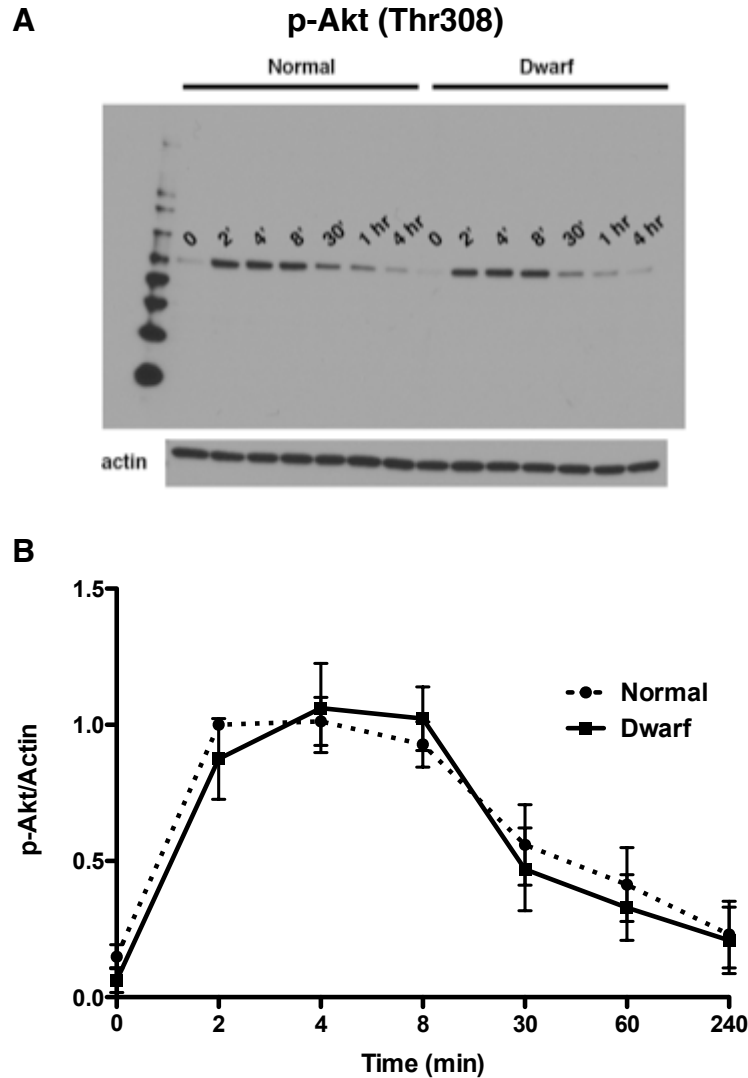 A
p-Akt (Thr308)
Normal Dwarf
0 2' 4' 8' 30' 1 hr 4 hr 0 2' 4' 8' 30' 1 hr 4 hr
actin
B
1.5
1.0
0.5
0.0
p-Akt/Actin
Normal
Dwarf
0 2 4 8 30 60 240
Time (min)